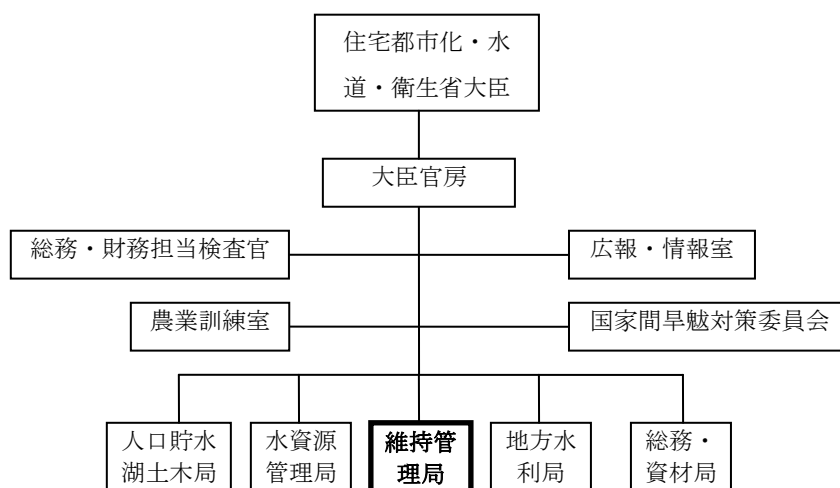 住宅都市化・水
道・衛生省大臣
大臣官房
総務・財務担当検査官
広報・情報室
農業訓練室
国家間旱魃対策委員会
人口貯水
湖土木局
水資源
管理局
維持管
理局
地方水
利局
総務・
資材局